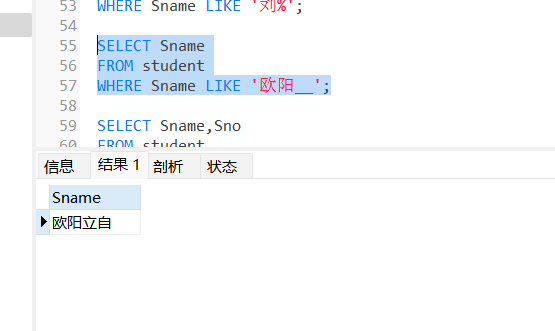 53 WHERE Sname LIKE '刘%';
54
55 SELECT Sname
56 FROM student
57 WHERE Sname LIKE '欧阳__';
58
59 SELECT Sname,Sno
60 FROM student
信息 结果 1 剖析 状态
Sname
欧阳立自